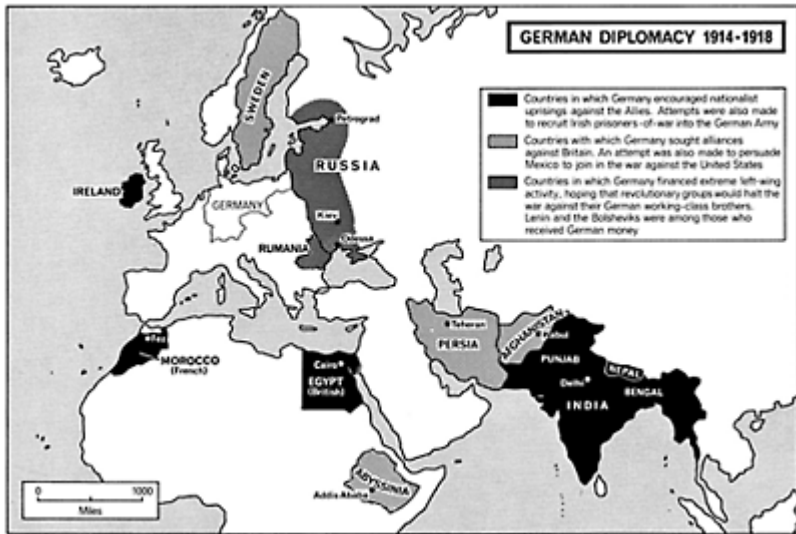 GERMAN DIPLOMACY 1914-1918
Countries in which Germany encouraged nationalist
uprisings against the Allies. Attempts were also made
to recruit Irish prisoners-of-war into the German Army
Countries with which Germany sought alliances
against Britain. An attempt was also made to persuade
Mexico to join in the war against the United States
Countries in which Germany financed extreme left-wing
activity, hoping that revolutionary groups would halt the
war against their German working-class brothers.
Lenin and the Bolsheviks were among those who
received German money
SWEDEN
Petrograd
RUSSIA
IRELAND
GERMANY
Kiev
Odessa
RUMANIA
Fez
MOROCCO
(French)
Cairo
EGYPT
(British)
Teheran
PERSIA
AFGHANISTAN
Kabul
PUNJAB
NEPAL
Delhi
BENGAL
INDIA
ABYSSINIA
Addis Ababa
0 1000
Miles